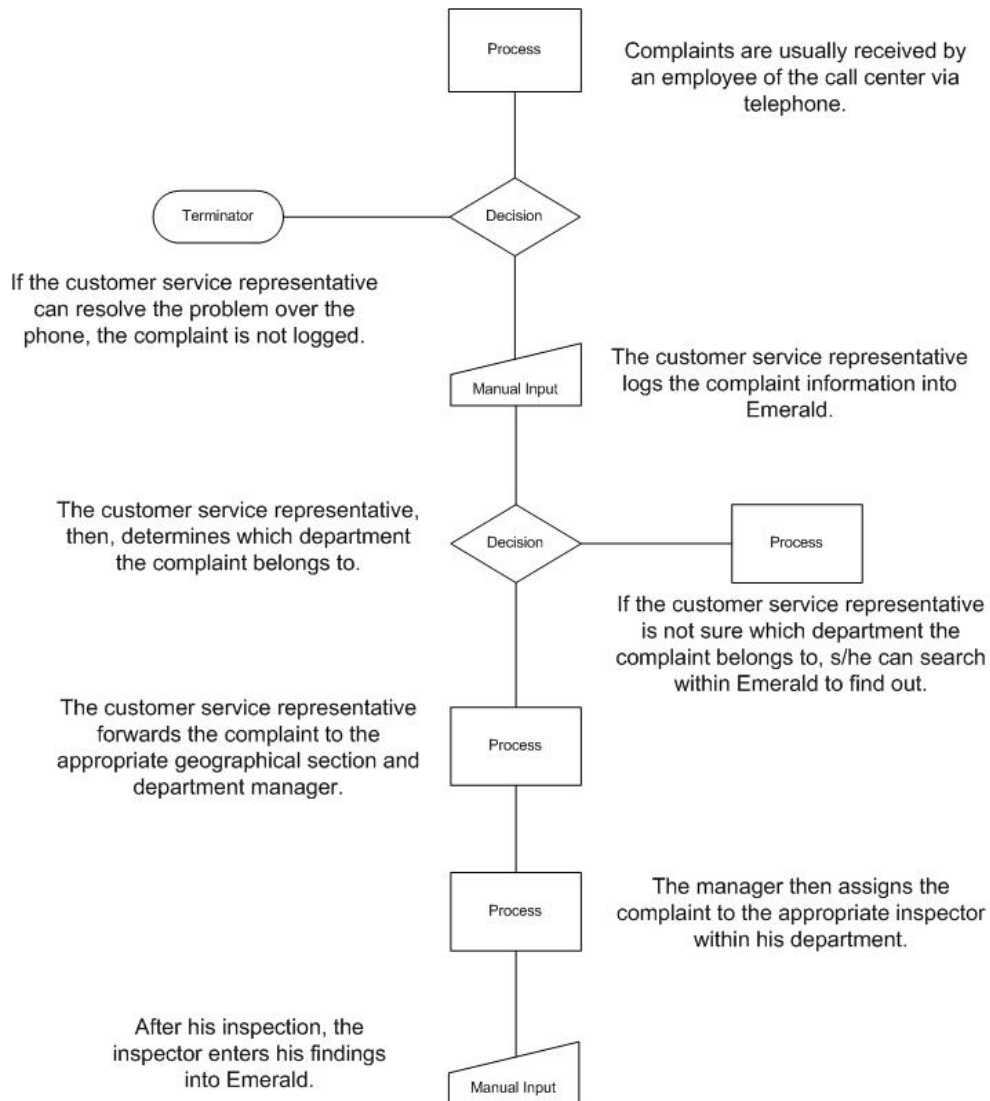 Process
Complaints are usually received by
an employee of the call center via
telephone.
Terminator
Decision
If the customer service representative
can resolve the problem over the
phone, the complaint is not logged.
Manual Input
The customer service representative
logs the complaint information into
Emerald.
The customer service representative,
then, determines which department
the complaint belongs to.
Decision
Process
If the customer service representative
is not sure which department the
complaint belongs to, s/he can search
within Emerald to find out.
The customer service representative
forwards the complaint to the
appropriate geographical section and
department manager.
Process
Process
The manager then assigns the
complaint to the appropriate inspector
within his department.
After his inspection, the
inspector enters his findings
into Emerald.
Manual Input